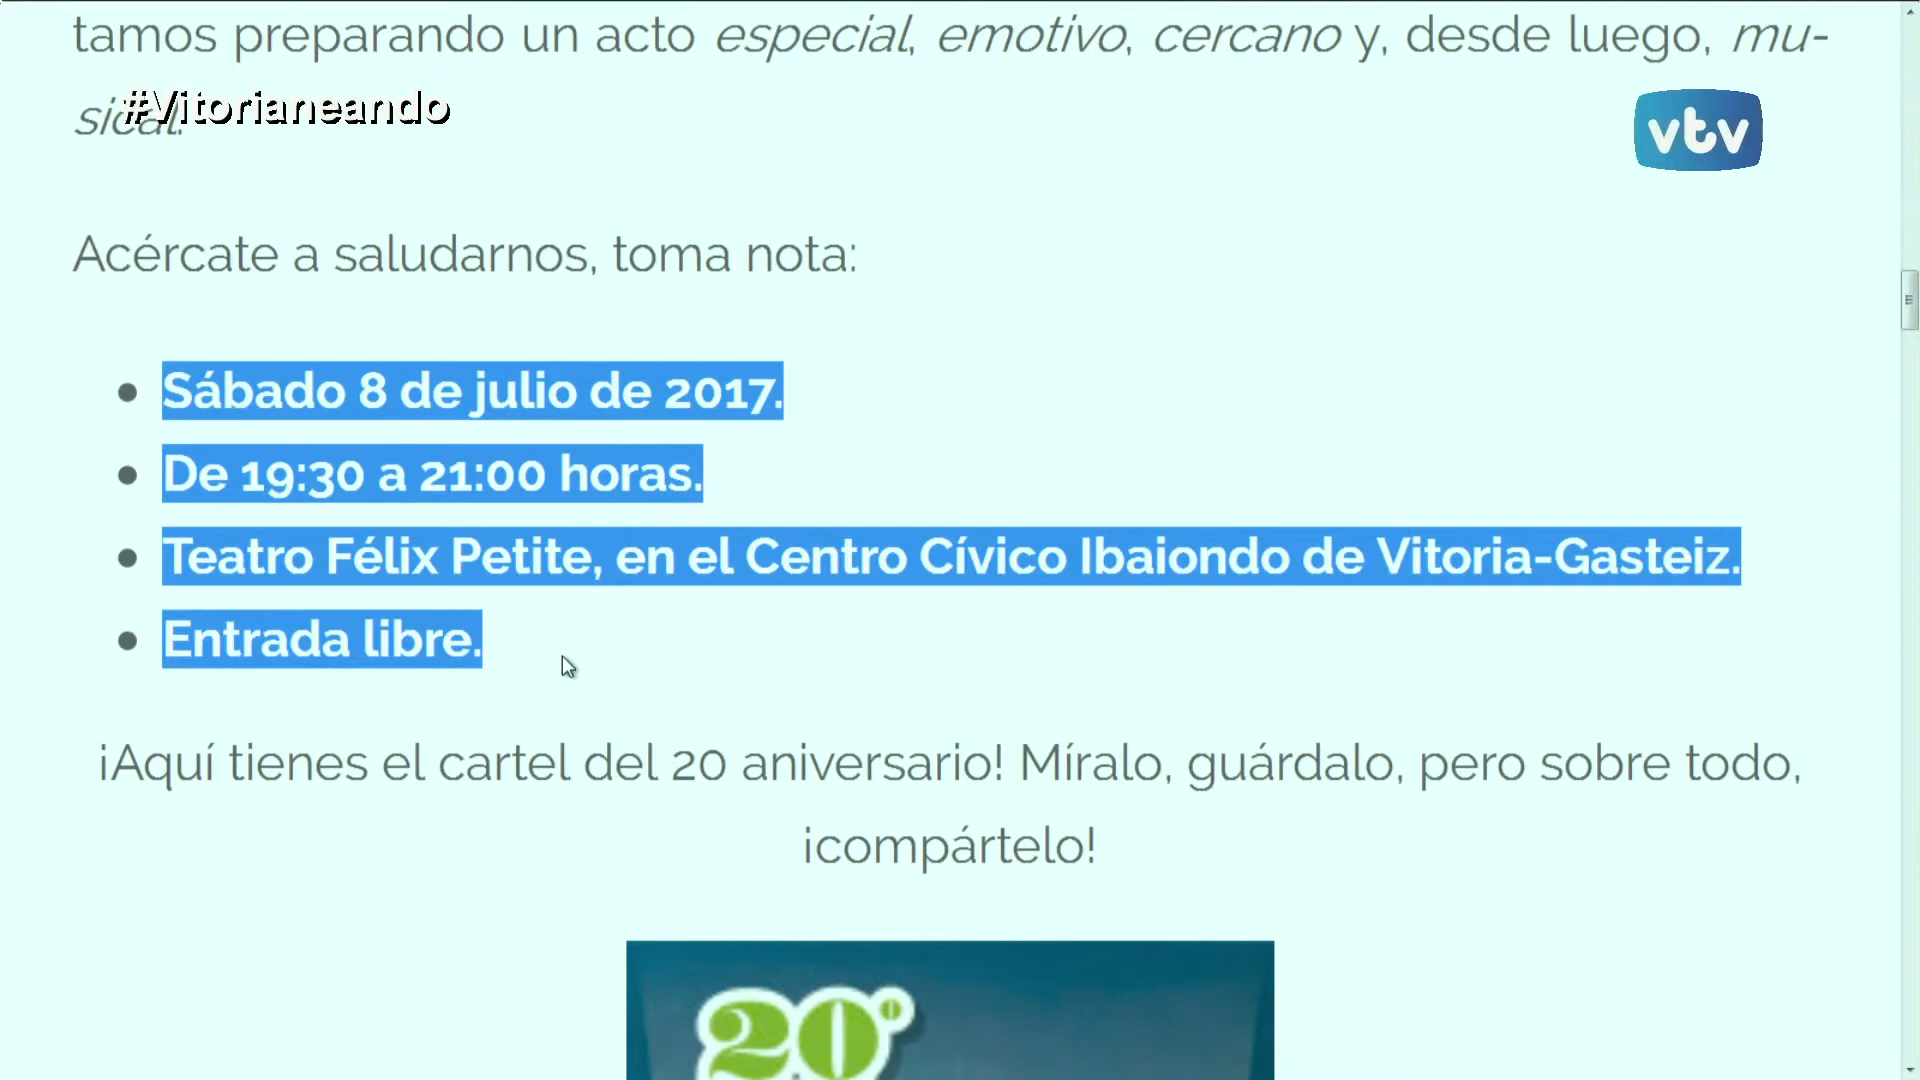 tamos preparando un acto especial, emotivo, cercano y, desde luego, mu-
sical.
#Vitorianeando
vtv
Acércate a saludarnos, toma nota:
Sábado 8 de julio de 2017.
De 19:30 a 21:00 horas.
Teatro Félix Petite, en el Centro Cívico Ibaiondo de Vitoria-Gasteiz.
Entrada libre.
¡Aquí tienes el cartel del 20 aniversario! Míralo, guárdalo, pero sobre todo,
¡compártelo!
20º